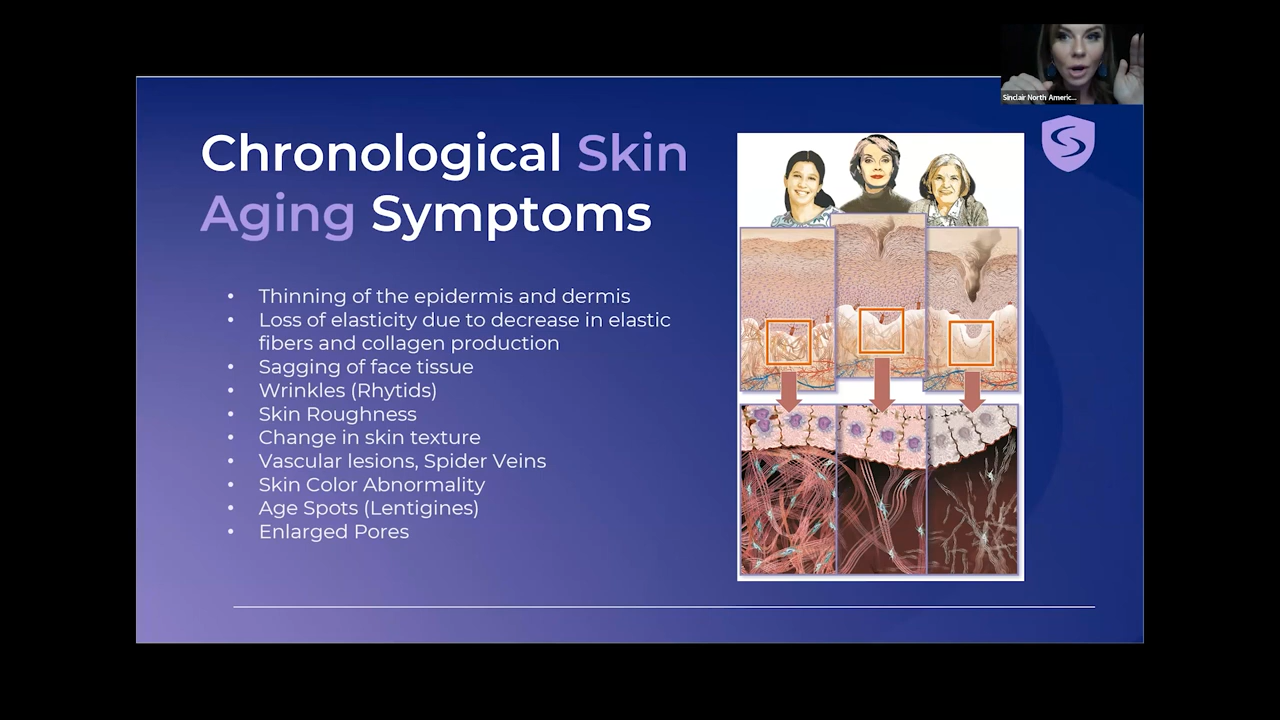 Sinclair North Americ...
Chronological Skin
Aging Symptoms
• Thinning of the epidermis and dermis
• Loss of elasticity due to decrease in elastic
fibers and collagen production
• Sagging of face tissue
• Wrinkles (Rhytids)
• Skin Roughness
• Change in skin texture
• Vascular lesions, Spider Veins
• Skin Color Abnormality
• Age Spots (Lentigines)
• Enlarged Pores